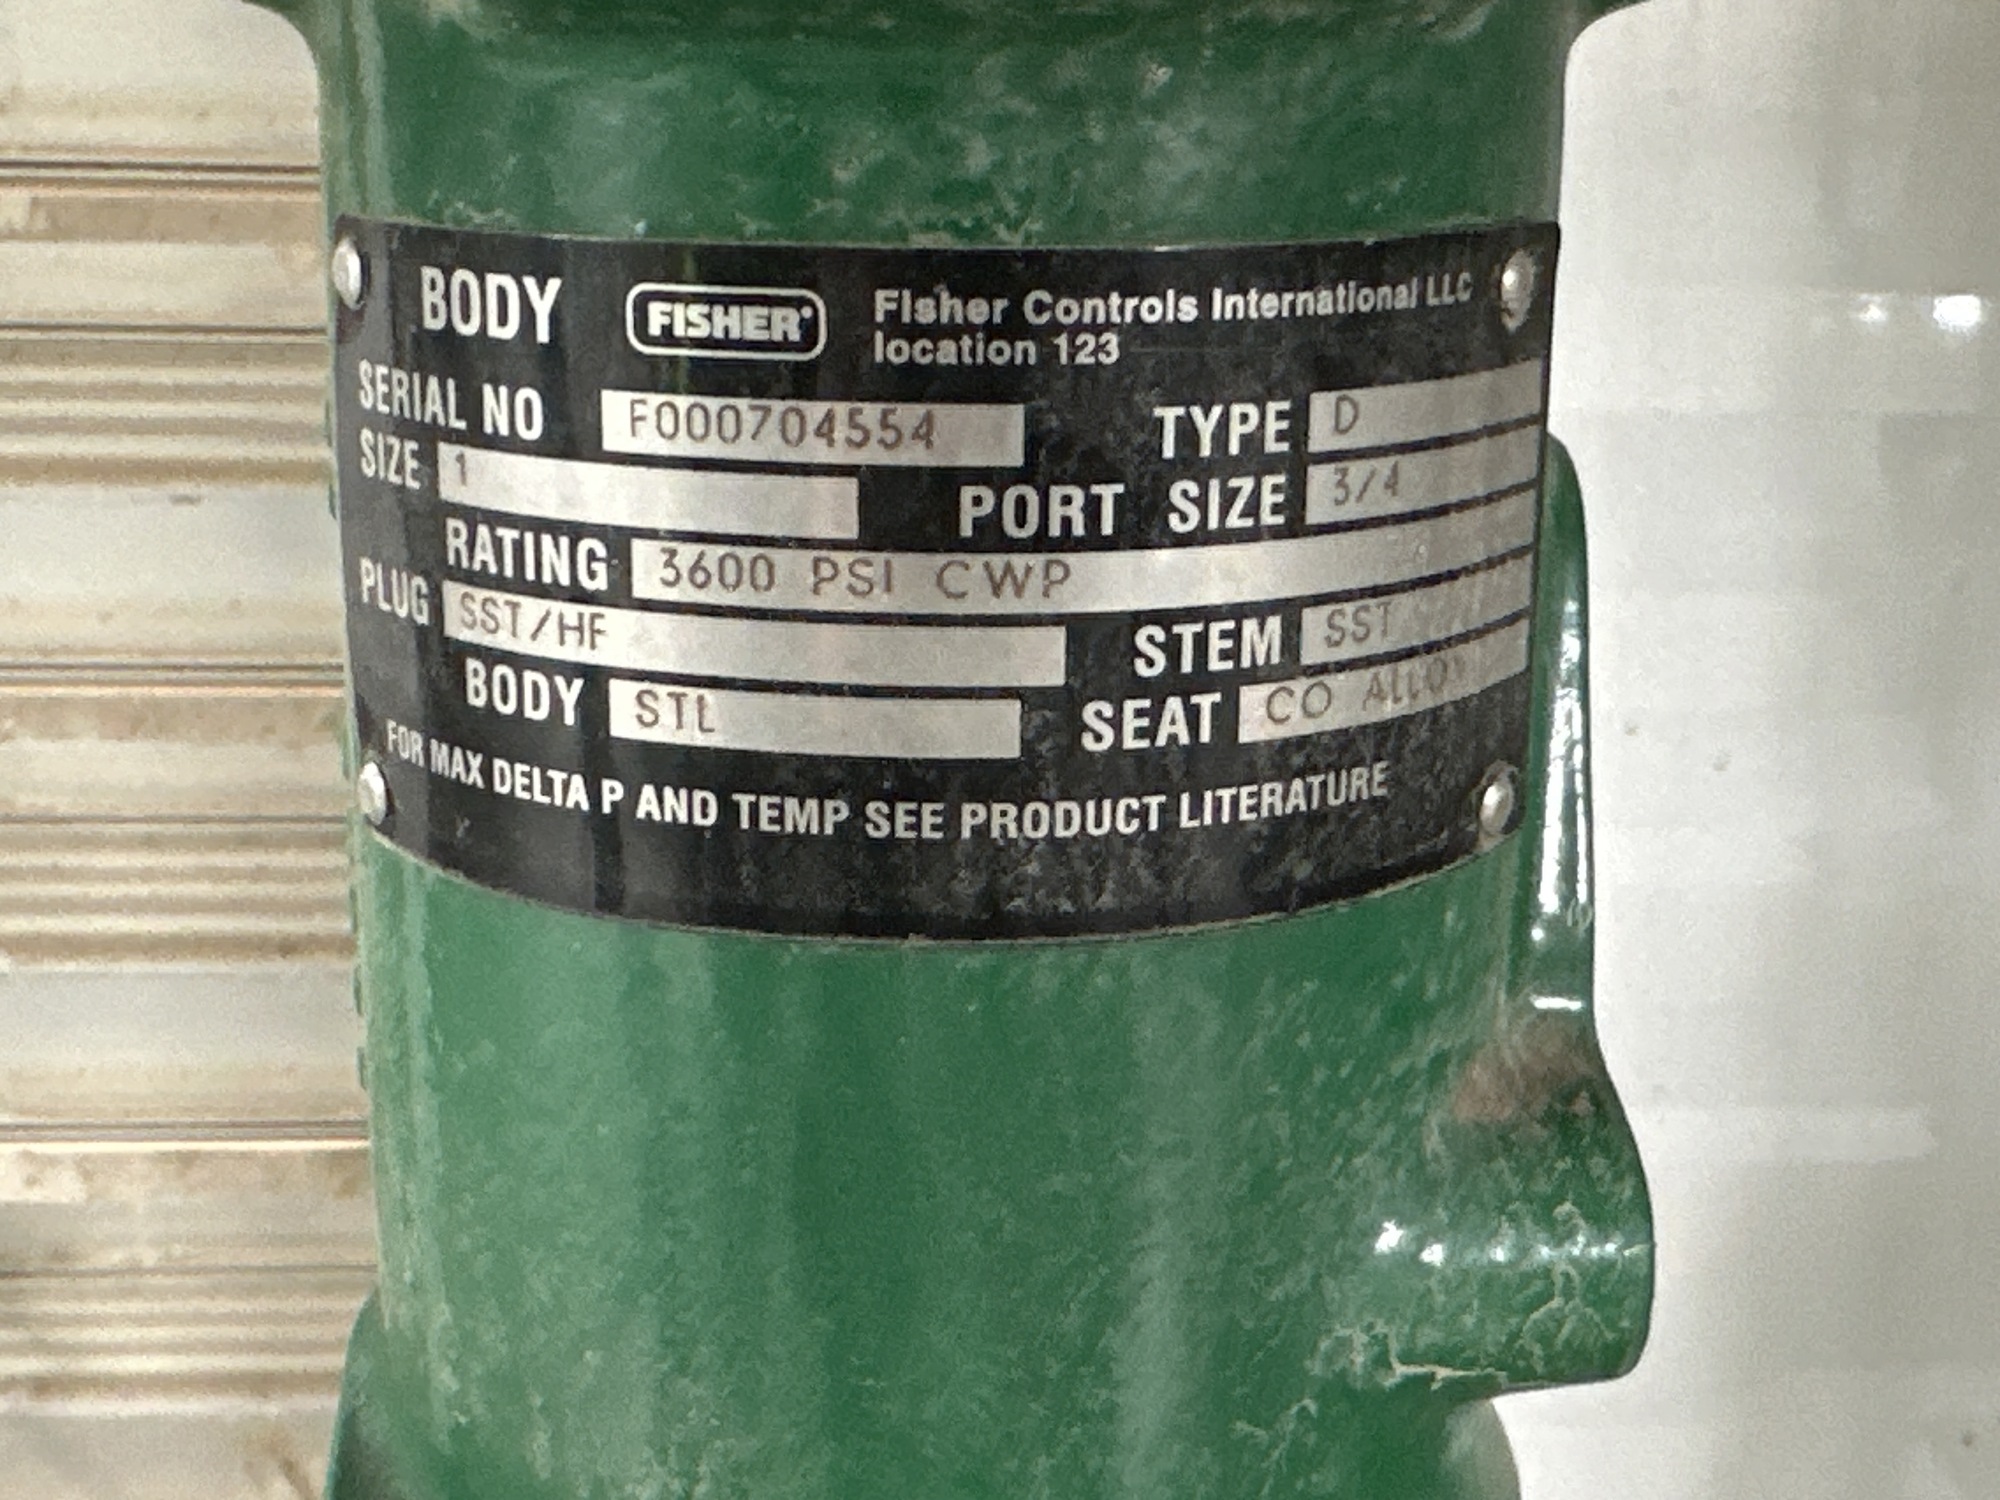 BODY FISHER® Fisher Controls International LLC
location 123
SERIAL NO F000704554 TYPE D
SIZE 1 PORT SIZE 3/4
RATING 3600 PSI CWP
PLUG SST/HF STEM SST
BODY STL SEAT CO ALLOY
FOR MAX DELTA P AND TEMP SEE PRODUCT LITERATURE